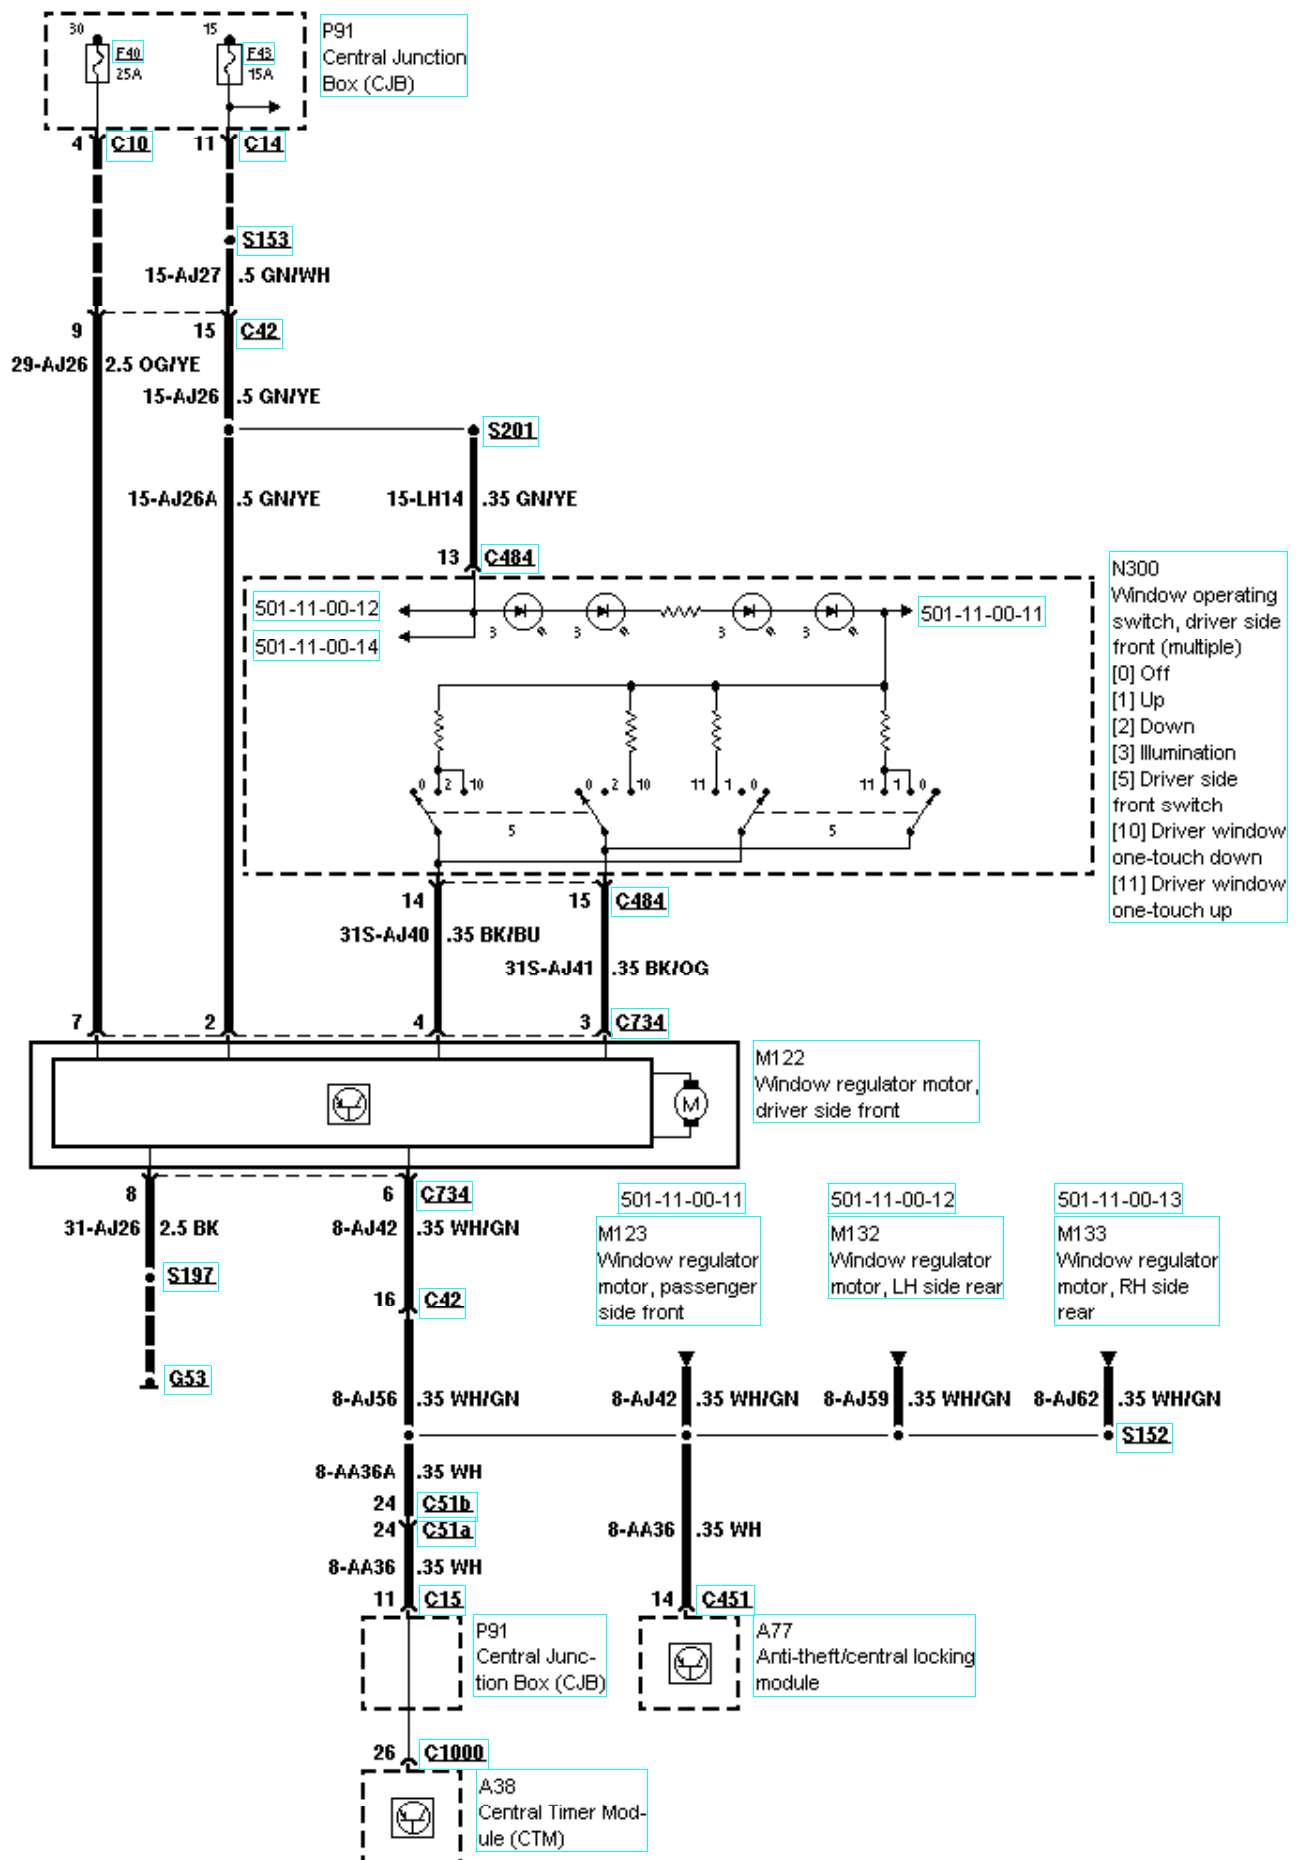 30
F40
25A
15
F43
15A
P91
Central Junction
Box (CJB)
4
C10
11
C14
S153
15-AJ27
.5 GN/WH
9
15
C42
29-AJ26
2.5 OG/YE
15-AJ26
.5 GN/YE
S201
15-AJ26A
.5 GN/YE
15-LH14
.35 GN/YE
13
C484
501-11-00-12
501-11-00-14
3
3
3
3
501-11-00-11
N300
Window operating
switch, driver side
front (multiple)
[0] Off
[1] Up
[2] Down
[3] Illumination
[5] Driver side
front switch
[10] Driver window
one-touch down
[11] Driver window
one-touch up
0 2 10
0 2 10
11 1 0
11 1 0
5
5
14
15
C484
31S-AJ40
.35 BK/BU
31S-AJ41
.35 BK/OG
7
2
4
3
C734
M
M122
Window regulator motor,
driver side front
8
6
C734
31-AJ26
2.5 BK
8-AJ42
.35 WH/GN
S197
16
C42
G53
501-11-00-11
M123
Window regulator
motor, passenger
side front
501-11-00-12
M132
Window regulator
motor, LH side rear
501-11-00-13
M133
Window regulator
motor, RH side
rear
8-AJ56
.35 WH/GN
8-AJ42
.35 WH/GN
8-AJ59
.35 WH/GN
8-AJ62
.35 WH/GN
S152
8-AA36A
.35 WH
24
C51b
24
C51a
8-AA36
.35 WH
8-AA36
.35 WH
11
C15
14
C451
P91
Central Junc-
tion Box (CJB)
A77
Anti-theft/central locking
module
26
C1000
A38
Central Timer Mod-
ule (CTM)